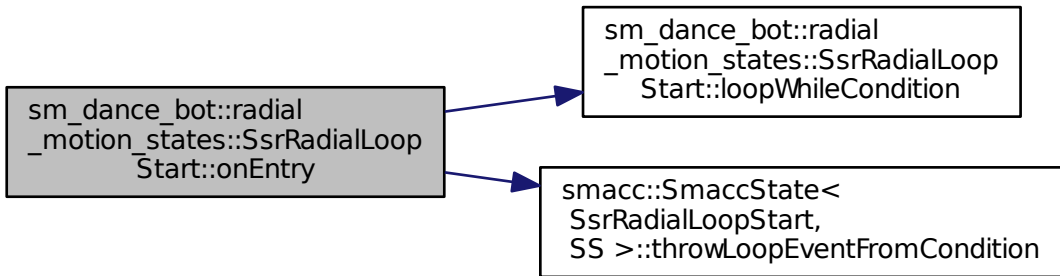 sm_dance_bot::radial
_motion_states::SsrRadialLoop
Start::onEntry
sm_dance_bot::radial
_motion_states::SsrRadialLoop
Start::loopWhileCondition
smacc::SmaccState<
SsrRadialLoopStart,
SS >::throwLoopEventFromCondition